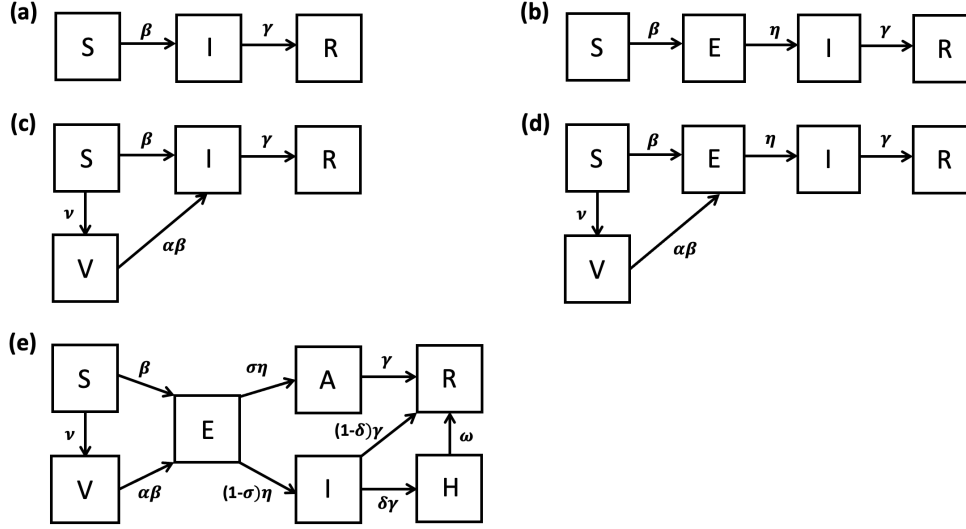 (a)
S β I γ R
(b)
S β E η I γ R
(c)
S β I γ R
ν
V αβ
(d)
S β E η I γ R
ν
V αβ
(e)
S β E ση A γ R
ν
V αβ (1-σ)η I (1-δ)γ δγ H ω